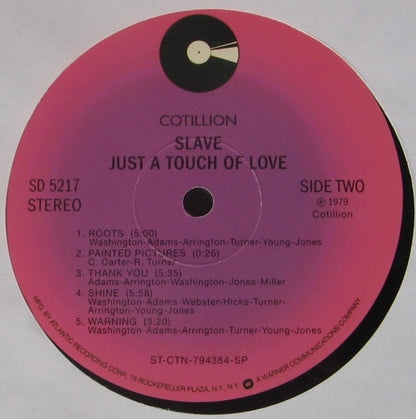 COTILLION
SLAVE
JUST A TOUCH OF LOVE
SD 5217
STEREO
SIDE TWO
℗ 1979
Cotillion
1. ROOTS (5:00)
Washington-Adams-Arrington-Turner-Young-Jones
2. PAINTED PICTURES (0:26)
C. Carter-R. Turner
3. THANK YOU (5:35)
Adams-Arrington-Washington-Jones-Miller
4. SHINE (5:58)
Washington-Adams-Webster-Hicks-Turner-
Arrington-Young-Jones
5. WARNING (3:20)
Washington-Adams-Arrington-Turner-Young-Jones
ST-CTN-794384-SP
MFG. BY ATLANTIC RECORDING CORP., 75 ROCKEFELLER PLAZA, N.Y., N.Y. A WARNER COMMUNICATIONS COMPANY